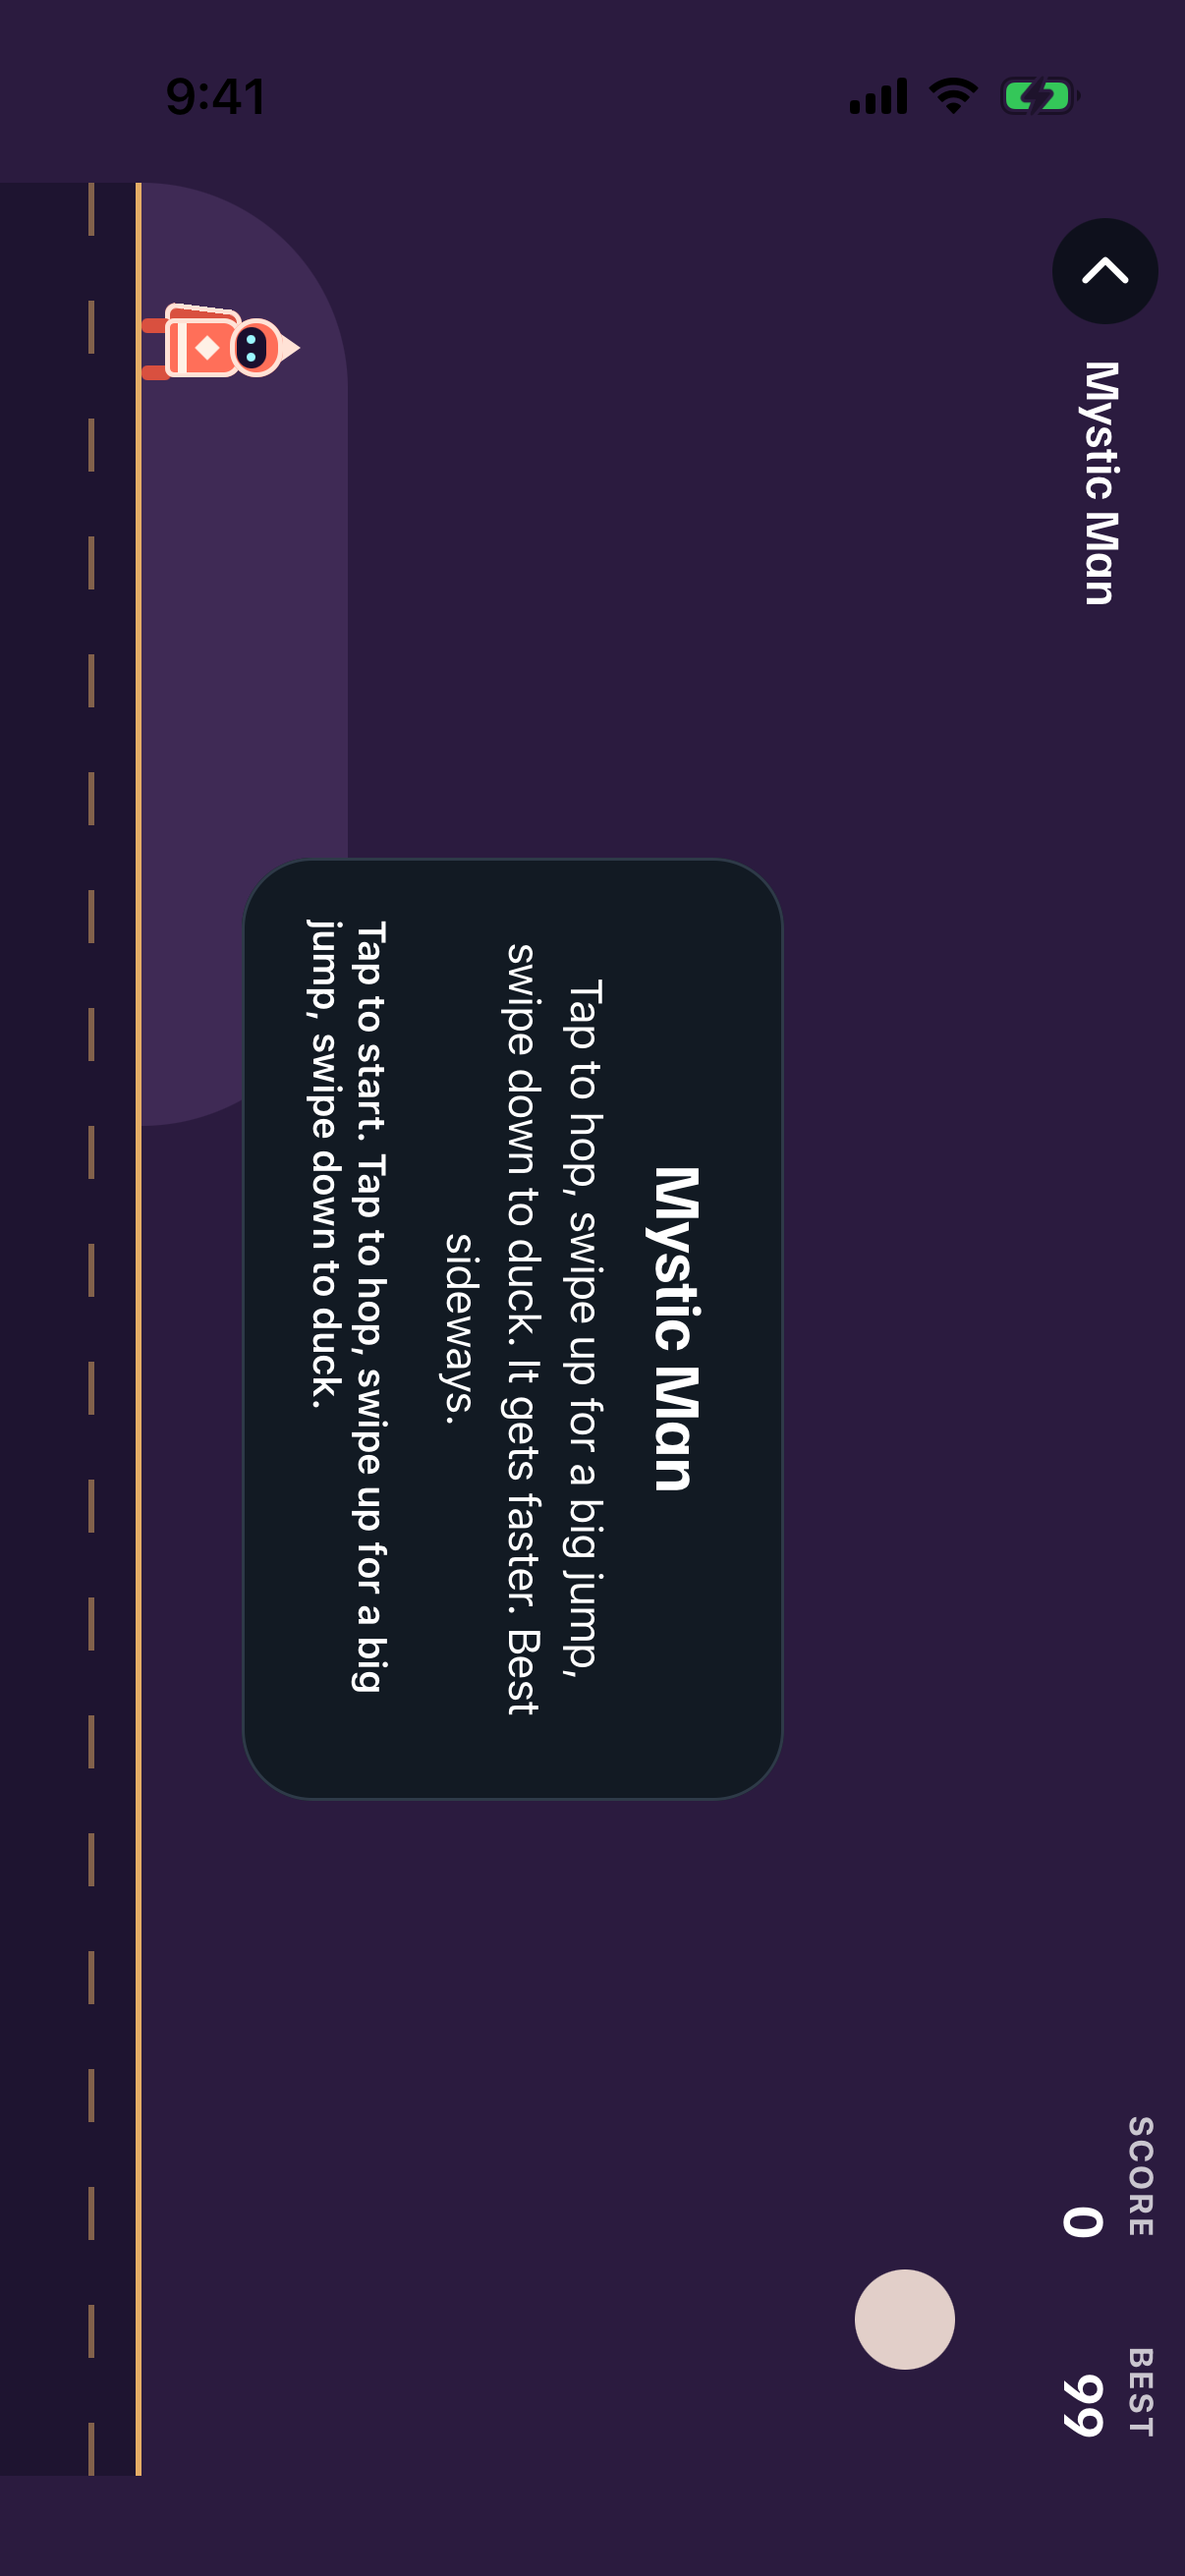 9:41
Mystic Man
SCORE
0
BEST
99
Mystic Man
Tap to hop, swipe up for a big jump,
swipe down to duck. It gets faster. Best
sideways.
Tap to start. Tap to hop, swipe up for a big
jump, swipe down to duck.